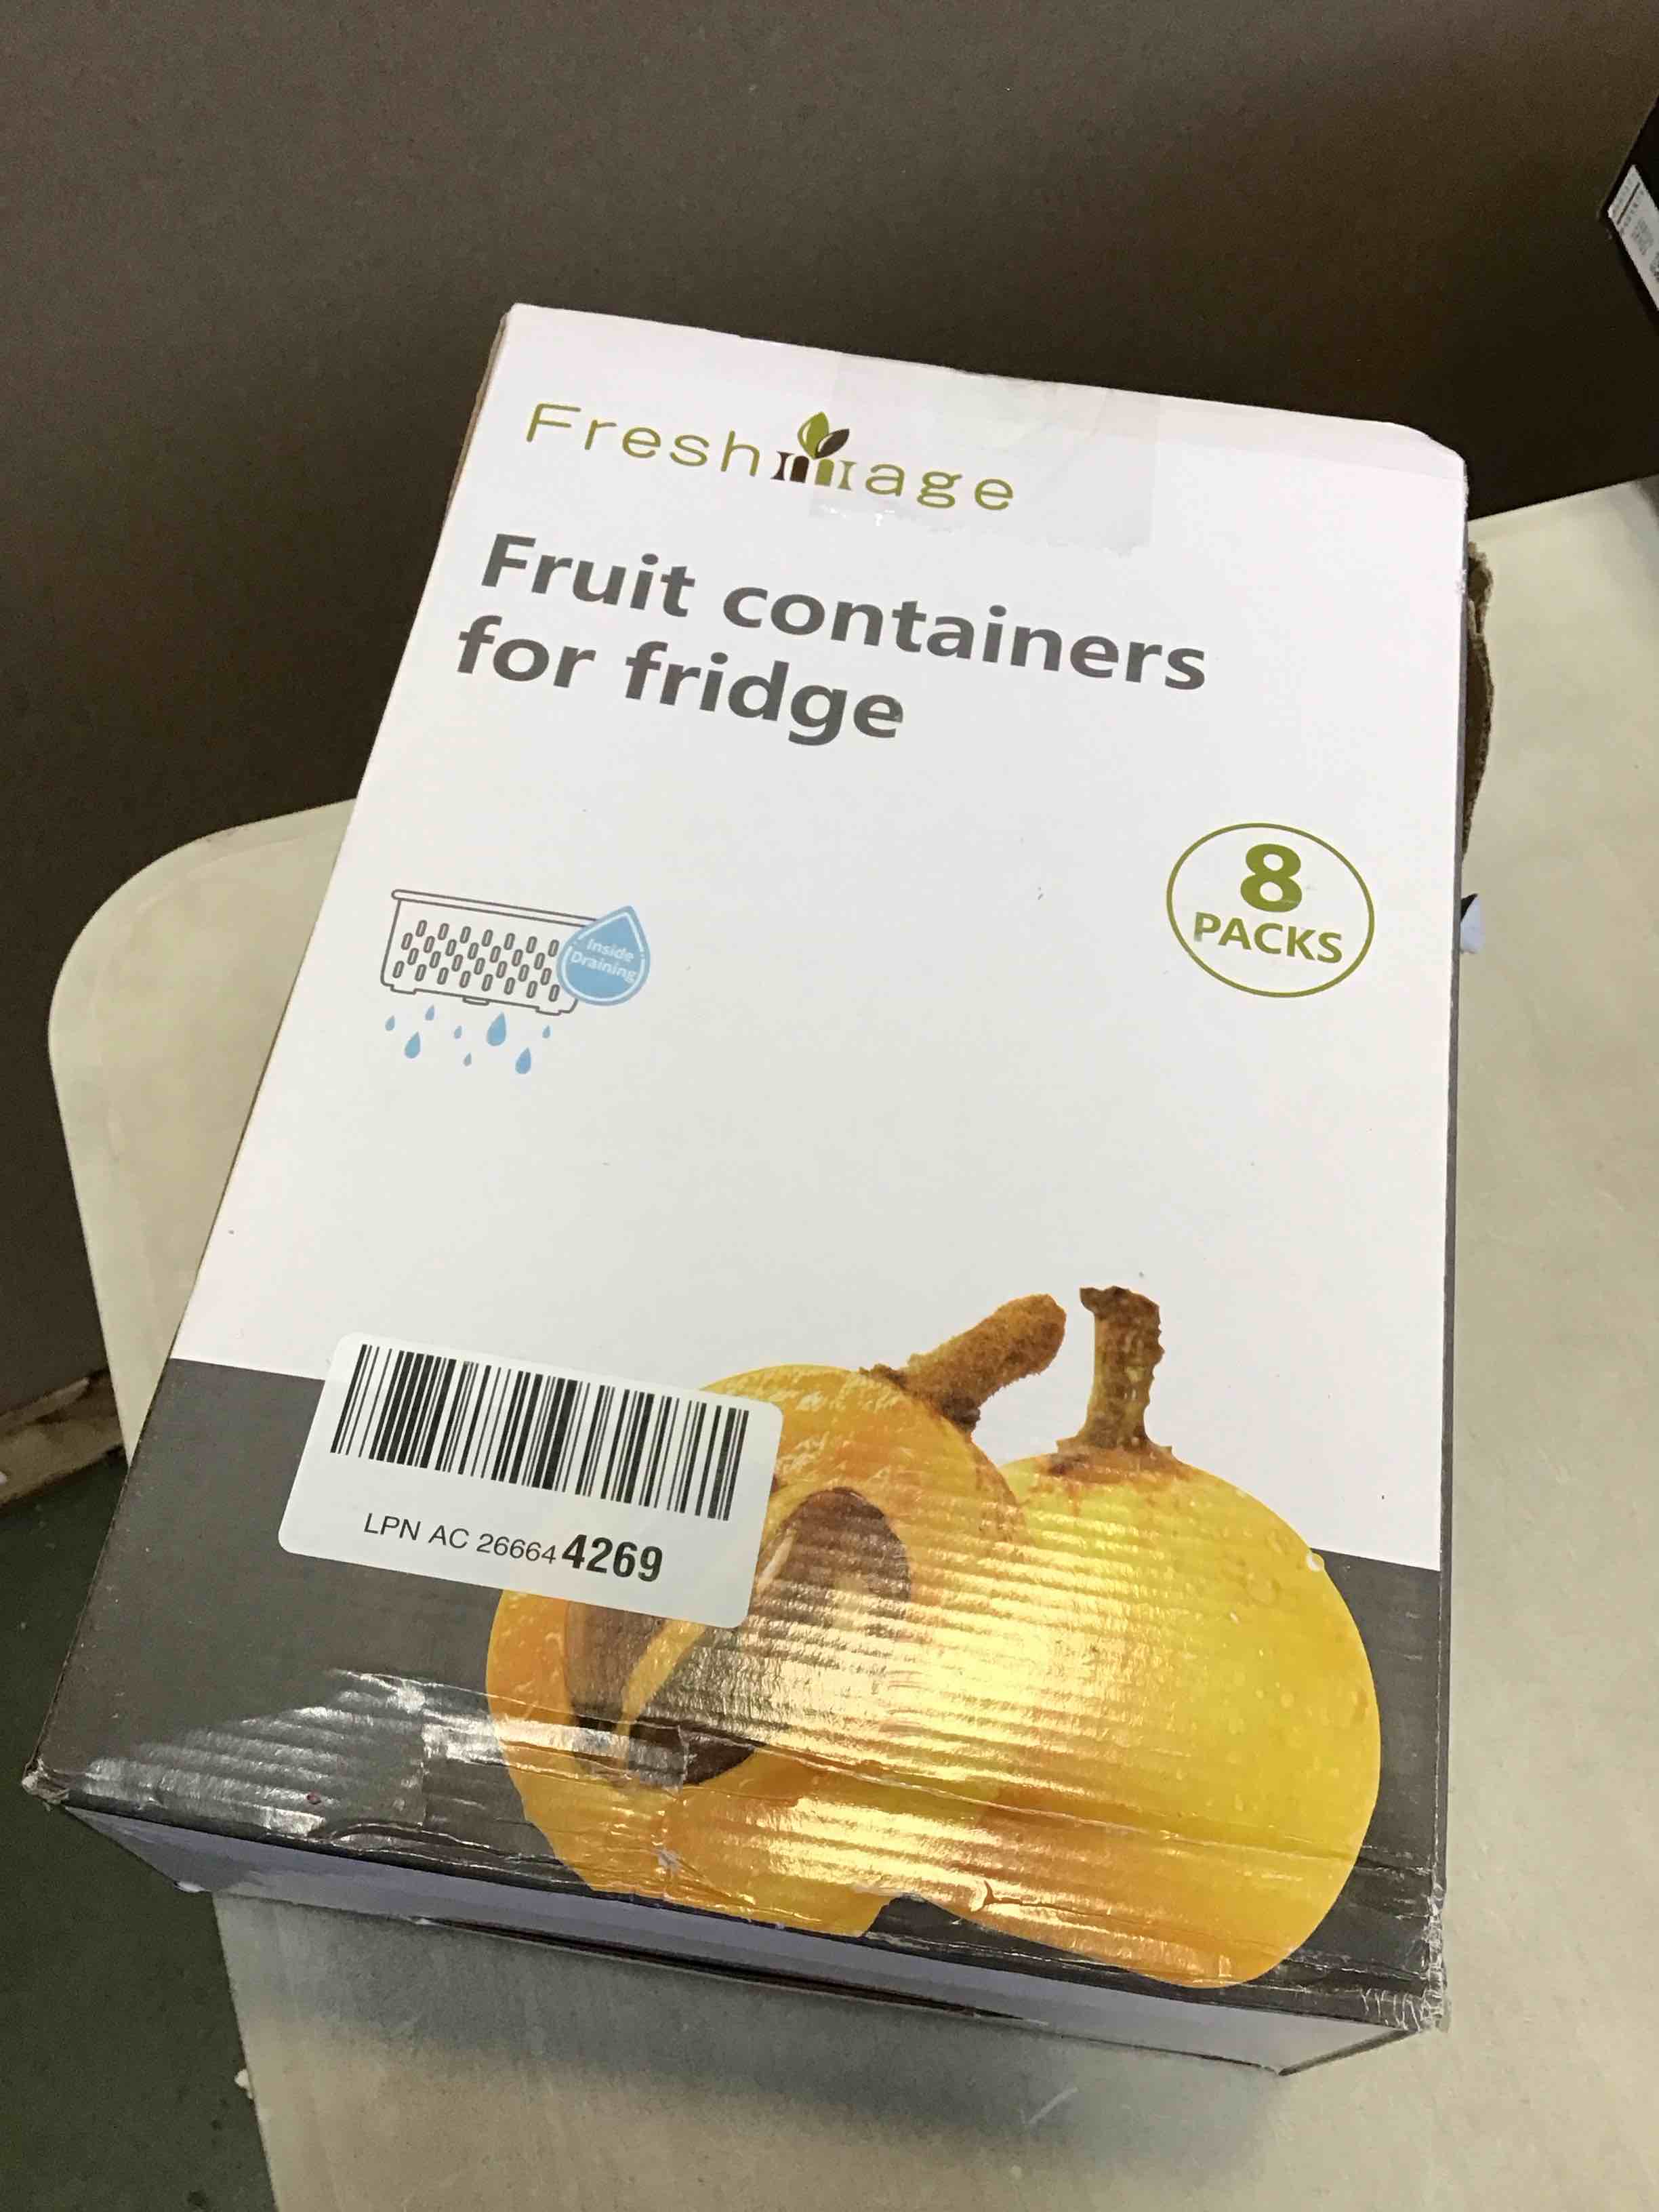 Freshmage
Fruit containers
for fridge
8
PACKS
Inside
Draining
LPN AC 266644269